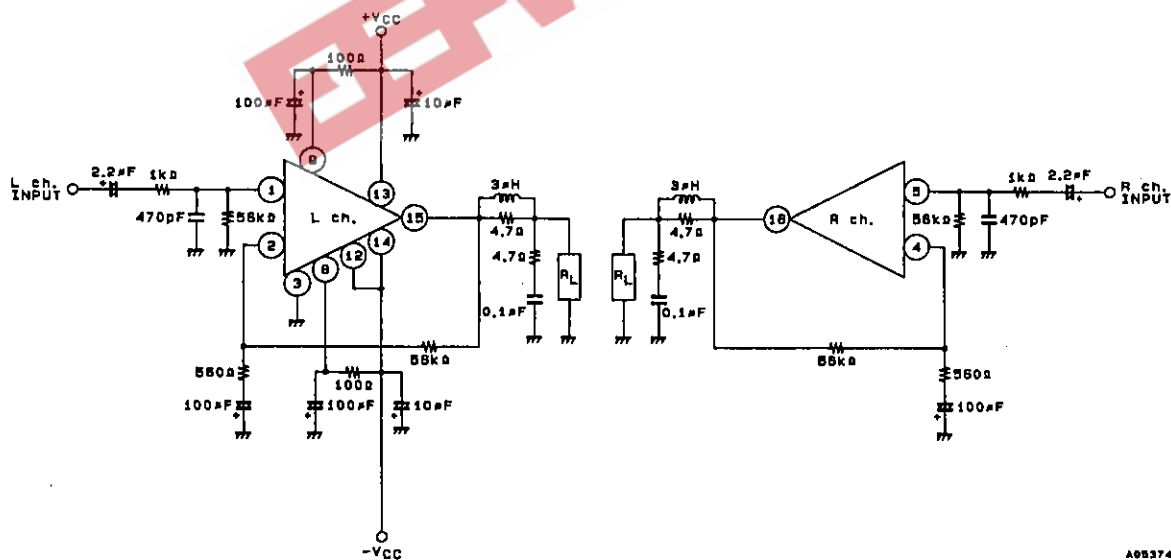 +VCC
100Ω
100µF
+
+
10µF
9
L ch.
INPUT
2.2µF
+
1kΩ
470pF
56kΩ
1
2
3
8
12
14
13
15
L ch.
3µH
4.7Ω
4.7Ω
0.1µF
RL
56kΩ
560Ω
100µF
+
100Ω
100µF
+
10µF
+
-VCC
RL
3µH
4.7Ω
4.7Ω
0.1µF
R ch.
5
4
56kΩ
470pF
1kΩ
2.2µF
+
R ch.
INPUT
56kΩ
560Ω
100µF
+